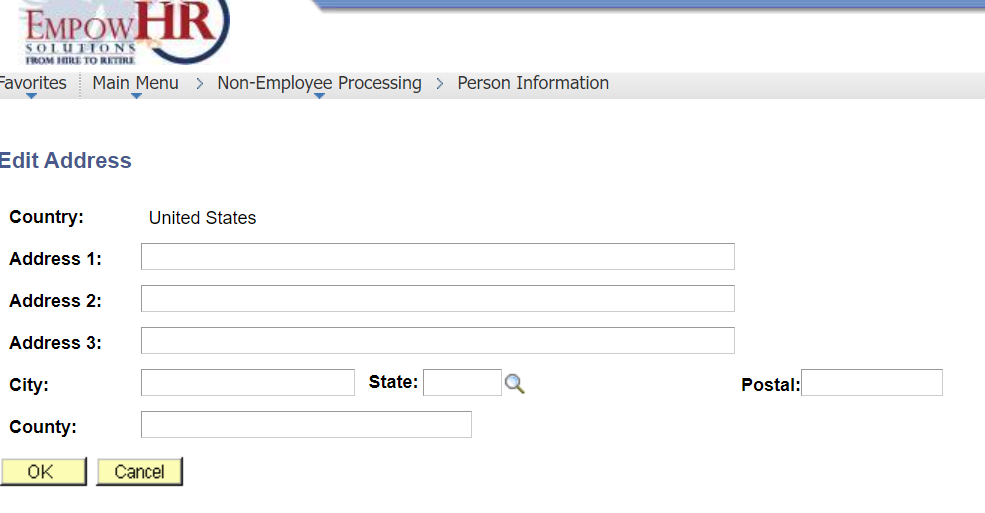 EMPOWHR
SOLUTIONS
FROM HIRE TO RETIRE
Favorites Main Menu > Non-Employee Processing > Person Information
Edit Address
Country: United States
Address 1:
Address 2:
Address 3:
City: State: Postal:
County:
OK Cancel